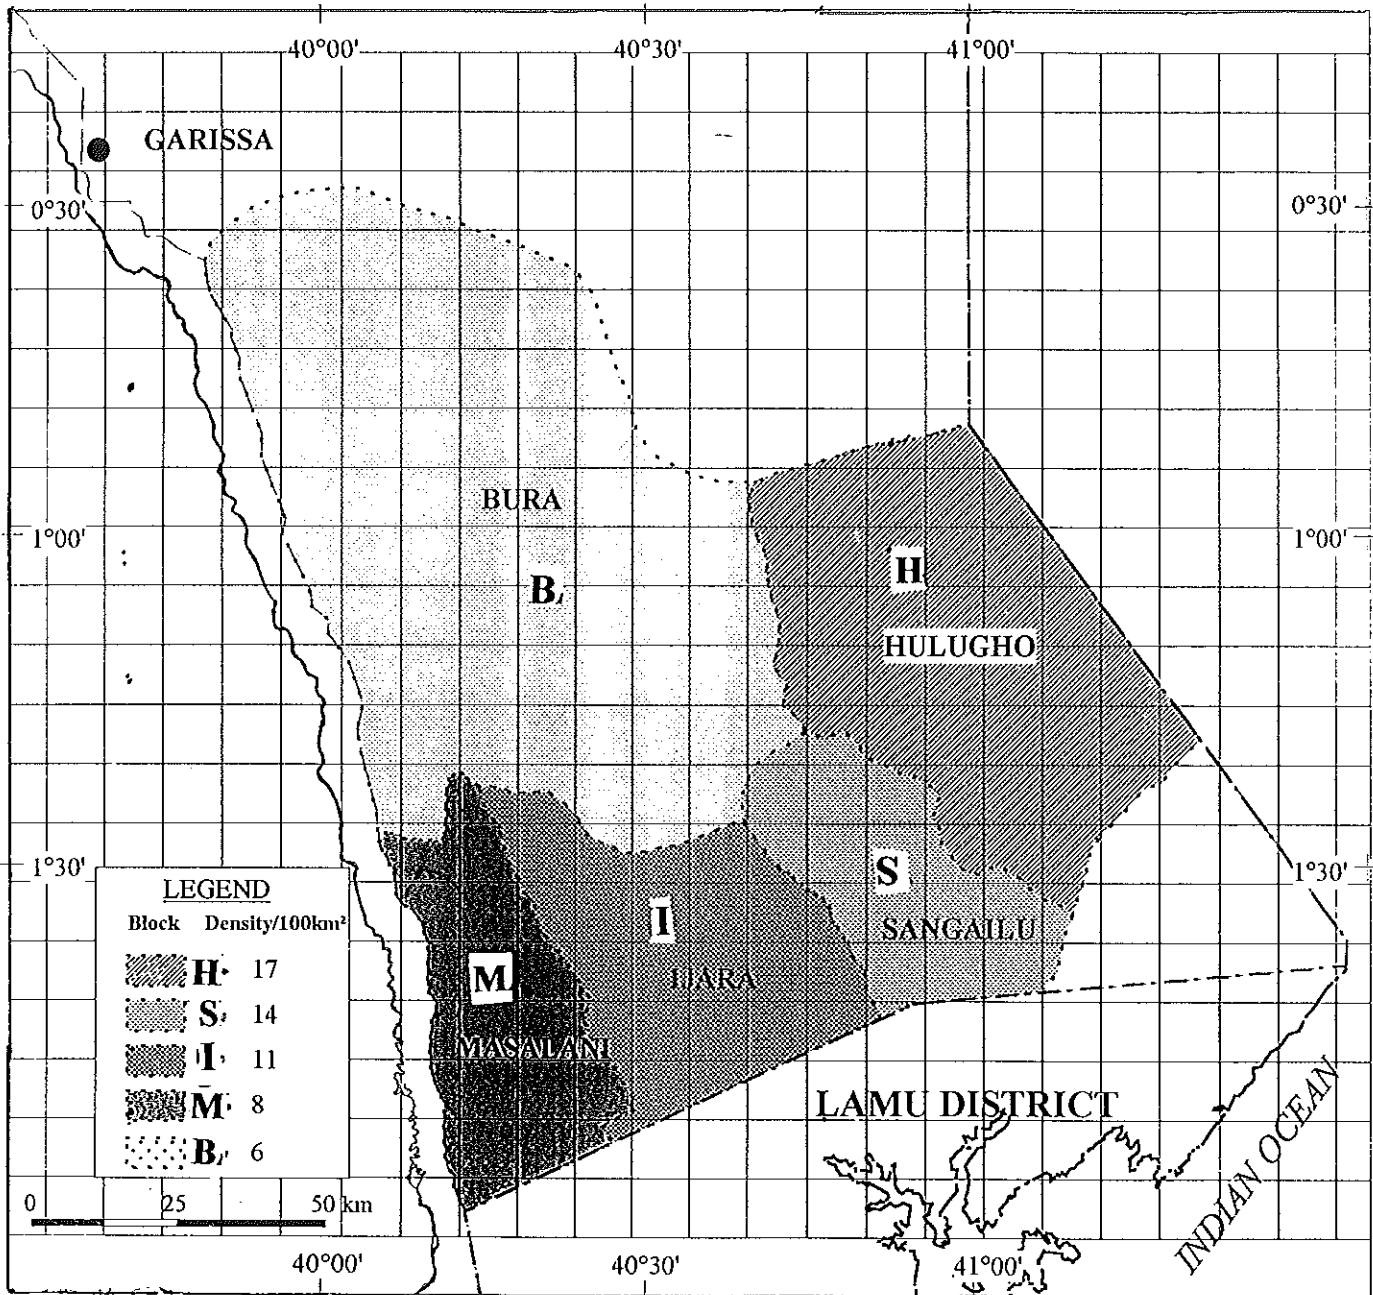 40°00' 40°30' 41°00'
GARISSA
0°30' 0°30'
BURA
1°00' 1°00'
B
H
HULUGHO
1°30' 1°30'
S
LEGEND
Block Density/100km²
I
SANGAILU
H 17
M
IJARA
S 14
I 11
MASALANI
M 8
LAMU DISTRICT
B 6
INDIAN OCEAN
0 25 50 km
40°00' 40°30' 41°00'